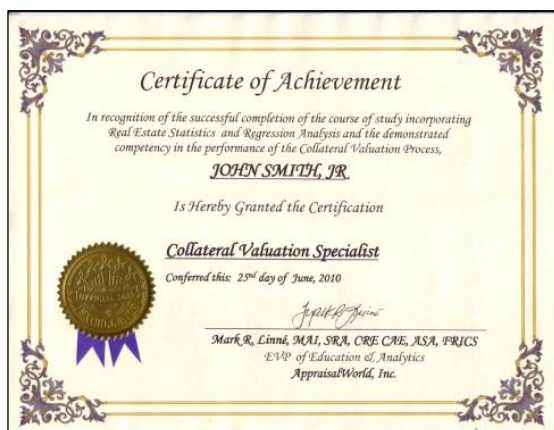 Certificate of Achievement
In recognition of the successful completion of the course of study incorporating
Real Estate Statistics and Regression Analysis and the demonstrated
competency in the performance of the Collateral Valuation Process,
JOHN SMITH, JR
Is Hereby Granted the Certification
Collateral Valuation Specialist
Conferred this: 25nd day of June, 2010
Mark R, Linné, MAI, SRA, CRE CAE, ASA, FRICS
EVP of Education & Analytics
AppraisalWorld, Inc.